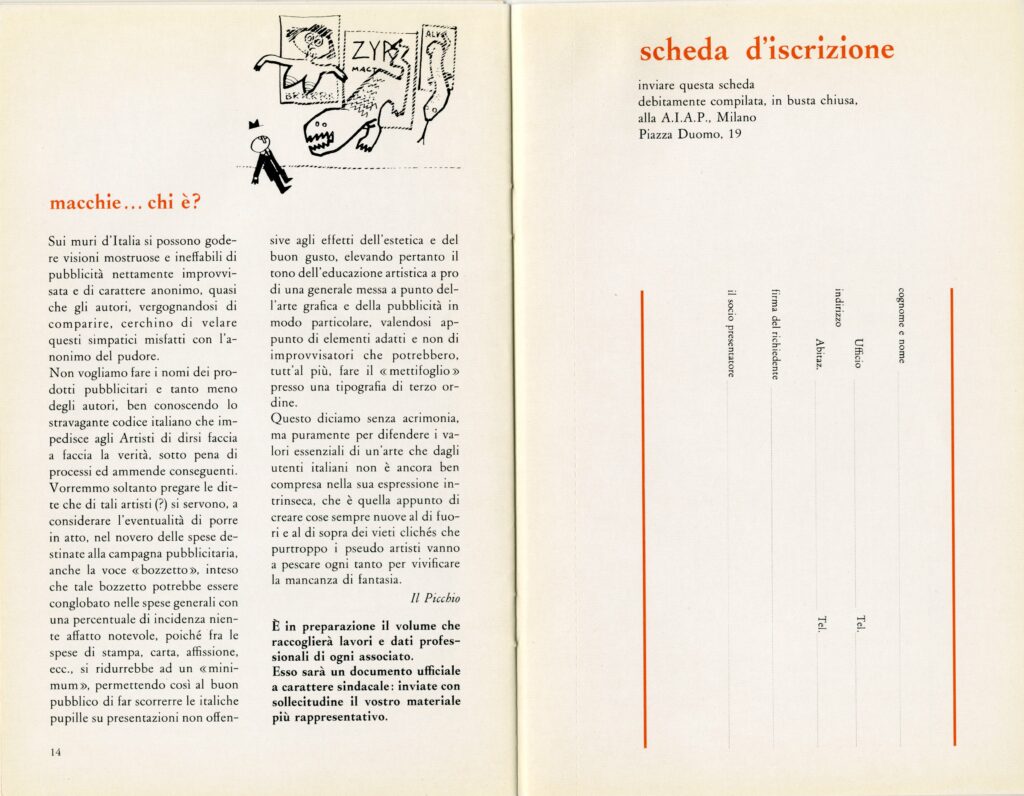 BRRRRR
ZYP
MACT
ALV
macchie... chi è?
Sui muri d'Italia si possono gode-
re visioni mostruose e ineffabili di
pubblicità nettamente improvvi-
sata e di carattere anonimo, quasi
che gli autori, vergognandosi di
comparire, cerchino di velare
questi simpatici misfatti con l'a-
nonimo del pudore.
Non vogliamo fare i nomi dei pro-
dotti pubblicitari e tanto meno
degli autori, ben conoscendo lo
stravagante codice italiano che im-
pedisce agli Artisti di dirsi faccia
a faccia la verità, sotto pena di
processi ed ammende conseguenti.
Vorremmo soltanto pregare le dit-
te che di tali artisti (?) si servono, a
considerare l'eventualità di porre
in atto, nel novero delle spese de-
stinate alla campagna pubblicitaria,
anche la voce «bozzetto», inteso
che tale bozzetto potrebbe essere
conglobato nelle spese generali con
una percentuale di incidenza nien-
te affatto notevole, poiché fra le
spese di stampa, carta, affissione,
ecc., si ridurrebbe ad un «mini-
mum», permettendo così al buon
pubblico di far scorrerre le italiche
pupille su presentazioni non offen-
sive agli effetti dell'estetica e del
buon gusto, elevando pertanto il
tono dell'educazione artistica a pro
di una generale messa a punto del-
l'arte grafica e della pubblicità in
modo particolare, valendosi ap-
punto di elementi adatti e non di
improvvisatori che potrebbero,
tutt'al più, fare il «mettifoglio»
presso una tipografia di terzo or-
dine.
Questo diciamo senza acrimonia,
ma puramente per difendere i va-
lori essenziali di un'arte che dagli
utenti italiani non è ancora ben
compresa nella sua espressione in-
trinseca, che è quella appunto di
creare cose sempre nuove al di fuo-
ri e al di sopra dei vieti clichés che
purtroppo i pseudo artisti vanno
a pescare ogni tanto per vivificare
la mancanza di fantasia.
Il Picchio
È in preparazione il volume che
raccoglierà lavori e dati profes-
sionali di ogni associato.
Esso sarà un documento ufficiale
a carattere sindacale: inviate con
sollecitudine il vostro materiale
più rappresentativo.
14
scheda d'iscrizione
inviare questa scheda
debitamente compilata, in busta chiusa,
alla A.I.A.P., Milano
Piazza Duomo, 19
cognome e nome
indirizzo
Ufficio Tel.
Abitaz. Tel.
firma del richiedente
il socio presentatore